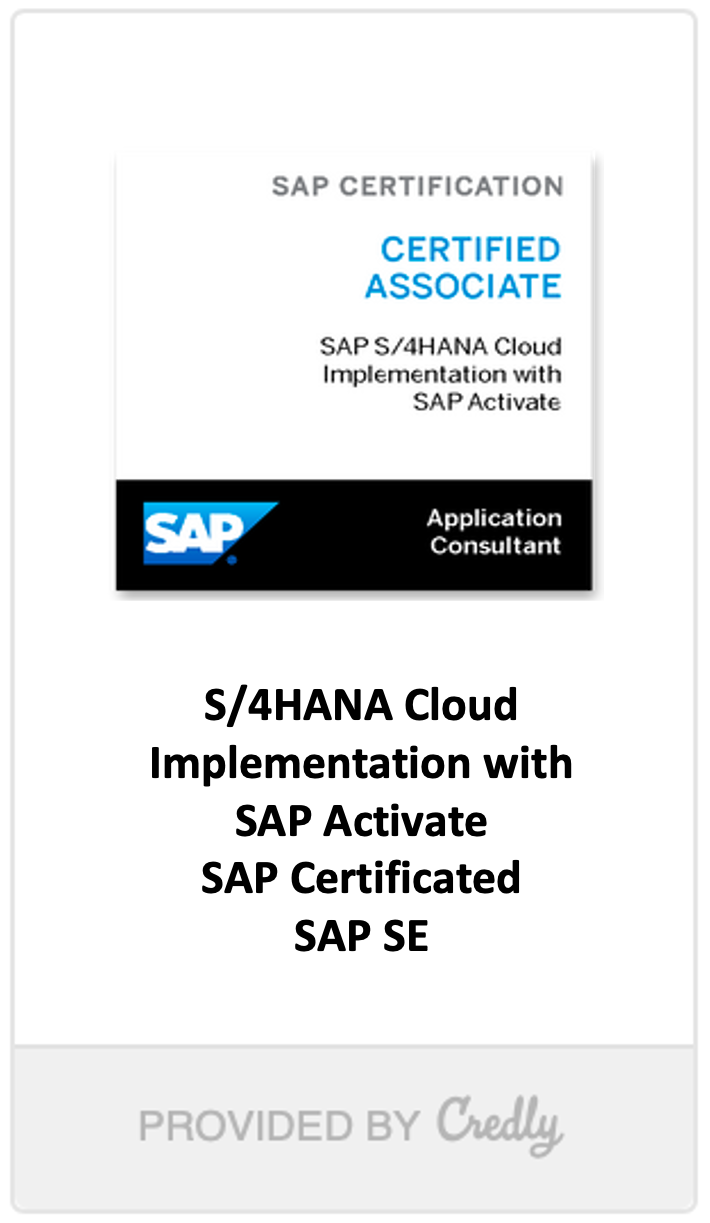 SAP CERTIFICATION
CERTIFIED
ASSOCIATE
SAP S/4HANA Cloud
Implementation with
SAP Activate
SAP
Application
Consultant
S/4HANA Cloud
Implementation with
SAP Activate
SAP Certificated
SAP SE
PROVIDED BY Credly